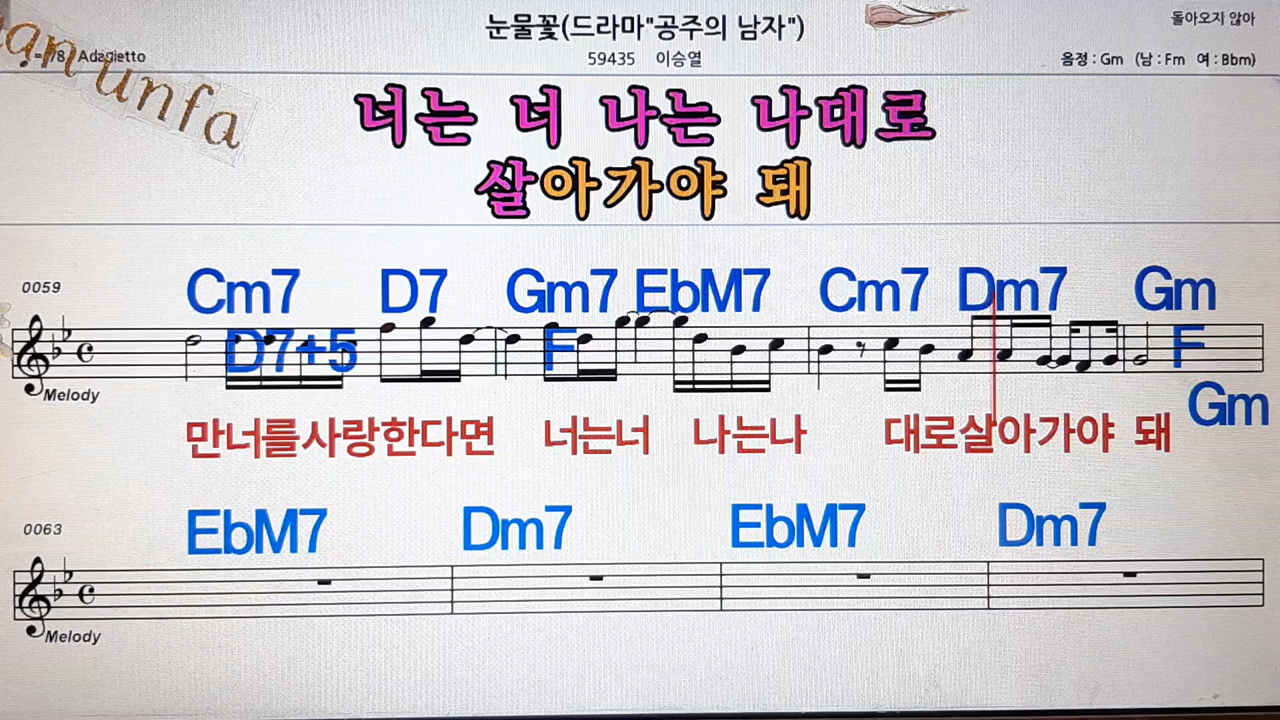 눈물꽃(드라마"공주의 남자")
돌아오지 않아
Adagietto
59435 이승열
음정 : Gm (남 : Fm 여 : Bbm)
unfa
너는 너 나는 나대로
살아가야 돼
0059
Cm7 D7 Gm7 EbM7 Cm7 Dm7 Gm
D7+5 F F
Melody
Gm
만너를사랑한다면 너는너 나는나 대로살아가야 돼
0063
EbM7 Dm7 EbM7 Dm7
Melody